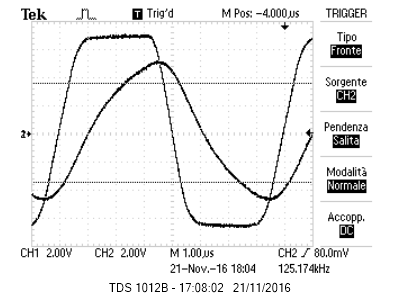 Tek T Trig'd M Pos: -4.000µs TRIGGER
Tipo
Fronte
Sorgente
CH2
2
Pendenza
Salita
Modalità
Normale
Accopp.
DC
CH1 2.00V CH2 2.00V M 1.00µs CH2 80.0mV
21-Nov.-16 18:04 125.174kHz
TDS 1012B - 17:08:02 21/11/2016